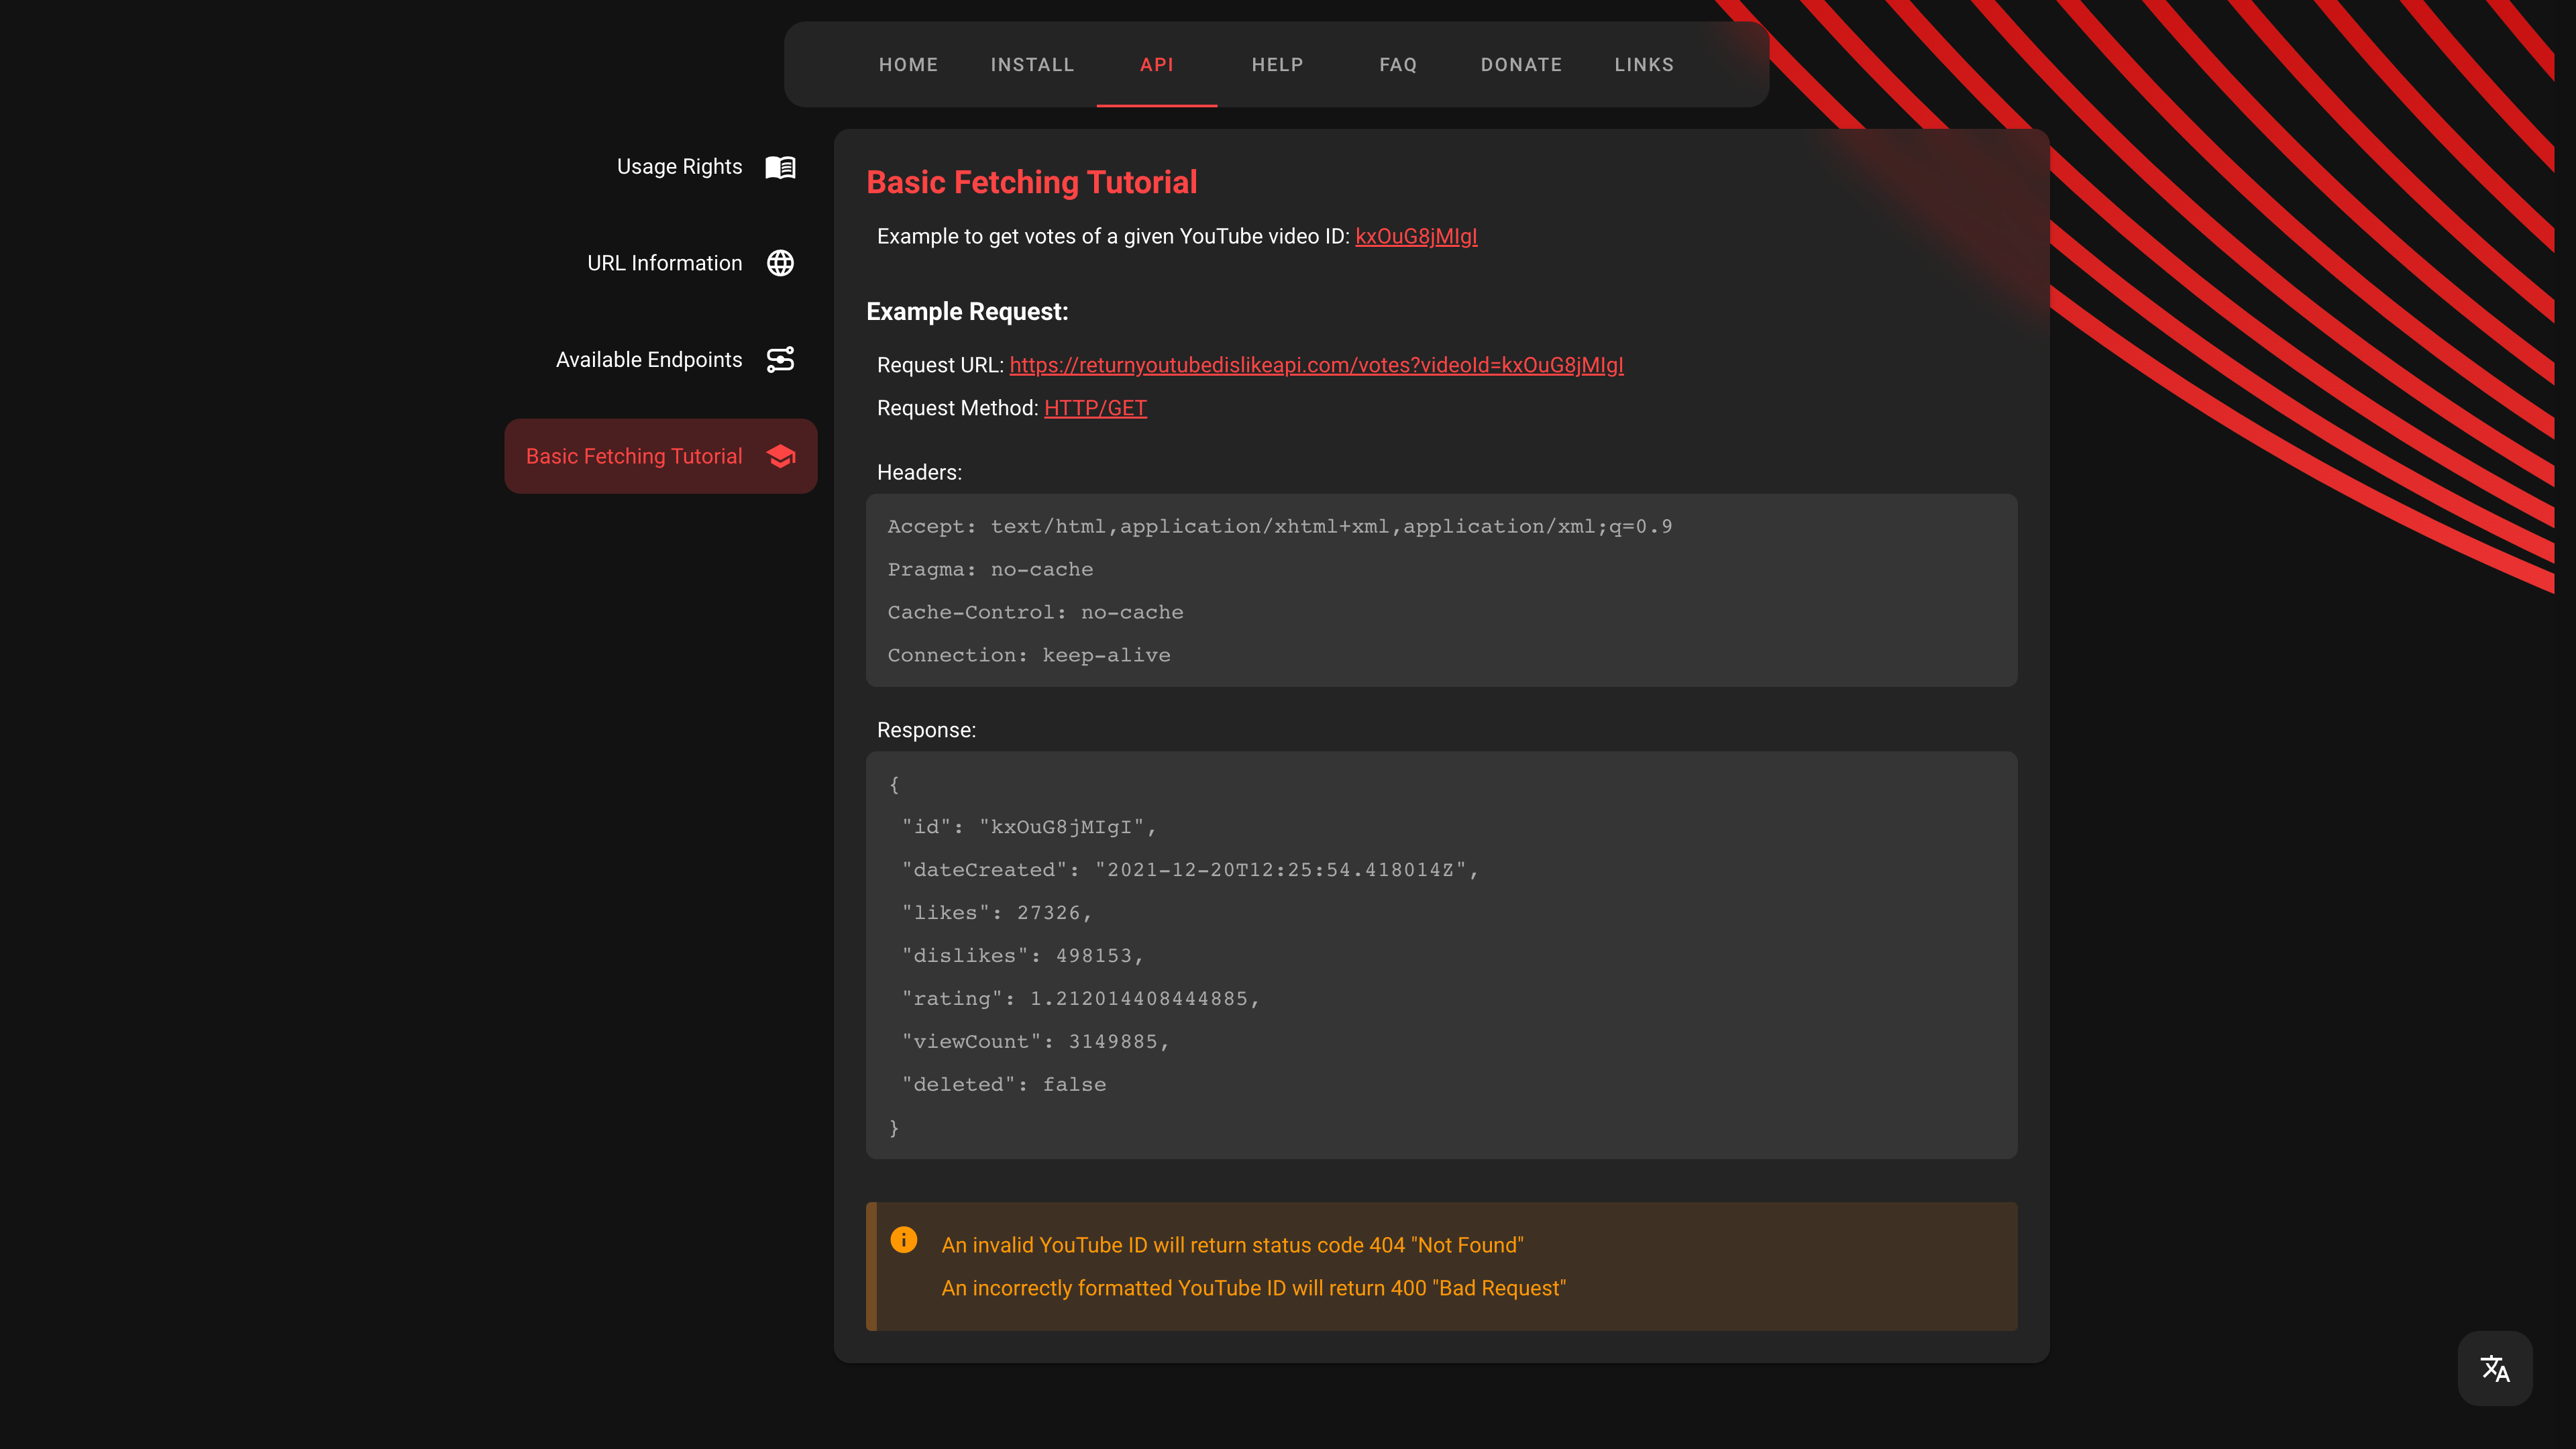 HOME INSTALL API HELP FAQ DONATE LINKS
Usage Rights
URL Information
Available Endpoints
Basic Fetching Tutorial
Basic Fetching Tutorial
Example to get votes of a given YouTube video ID: kxOuG8jMIgI
Example Request:
Request URL: https://returnyoutubedislikeapi.com/votes?videoId=kxOuG8jMIgI
Request Method: HTTP/GET
Headers:
Accept: text/html,application/xhtml+xml,application/xml;q=0.9
Pragma: no-cache
Cache-Control: no-cache
Connection: keep-alive
Response:
{
"id": "kxOuG8jMIgI",
"dateCreated": "2021-12-20T12:25:54.418014Z",
"likes": 27326,
"dislikes": 498153,
"rating": 1.212014408444885,
"viewCount": 3149885,
"deleted": false
}
An invalid YouTube ID will return status code 404 "Not Found"
An incorrectly formatted YouTube ID will return 400 "Bad Request"